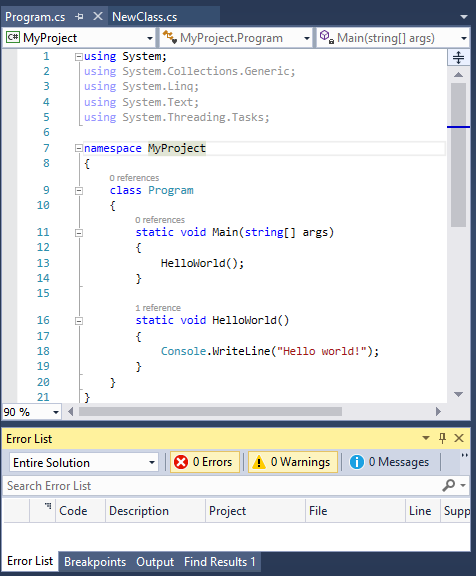 Program.cs NewClass.cs
C# MyProject MyProject.Program Main(string[] args)
1 using System;
2 using System.Collections.Generic;
3 using System.Linq;
4 using System.Text;
5 using System.Threading.Tasks;
6
7 namespace MyProject
8 {
0 references
9 class Program
10 {
0 references
11 static void Main(string[] args)
12 {
13 HelloWorld();
14 }
15
1 reference
16 static void HelloWorld()
17 {
18 Console.WriteLine("Hello world!");
19 }
20 }
21 }
90 %
Error List
Entire Solution 0 Errors 0 Warnings 0 Messages
Search Error List
Code Description Project File Line Supp
Error List Breakpoints Output Find Results 1